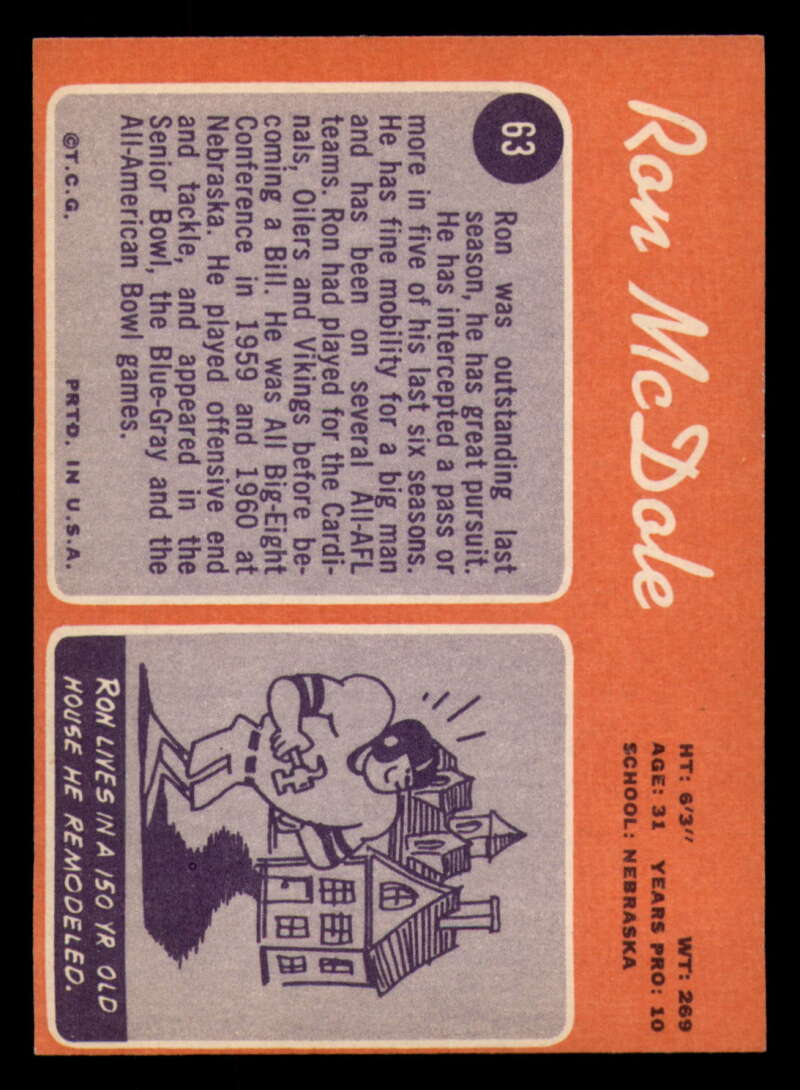 Ron McDole
HT: 6'3" WT: 269
AGE: 31 YEARS PRO: 10
SCHOOL: NEBRASKA
63
Ron was outstanding last
season, he has great pursuit.
He has intercepted a pass or
more in five of his last six seasons.
He has fine mobility for a big man
and has been on several All-AFL
teams. Ron had played for the Cardi-
nals, Oilers and Vikings before be-
coming a Bill. He was All Big-Eight
Conference in 1959 and 1960 at
Nebraska. He played offensive end
and tackle, and appeared in the
Senior Bowl, the Blue-Gray and the
All-American Bowl games.
©T.C.G. PRTD. IN U.S.A.
RON LIVES IN A 150 YR OLD
HOUSE HE REMODELED.